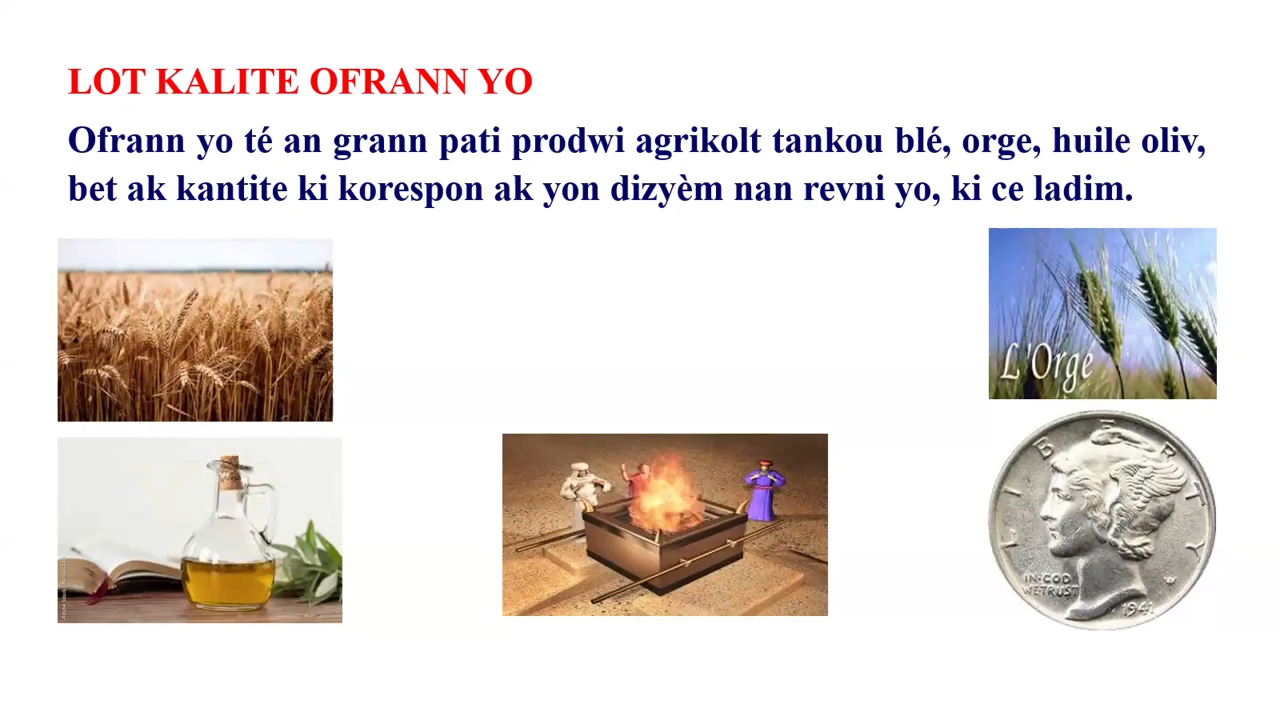 LOT KALITE OFRANN YO
Ofrann yo té an grann pati prodwi agrikolt tankou blé, orge, huile oliv,
bet ak kantite ki korespon ak yon dizyèm nan revni yo, ki ce ladim.
L'Orge
LIBERTY
IN·GOD
WE·TRUST
1941